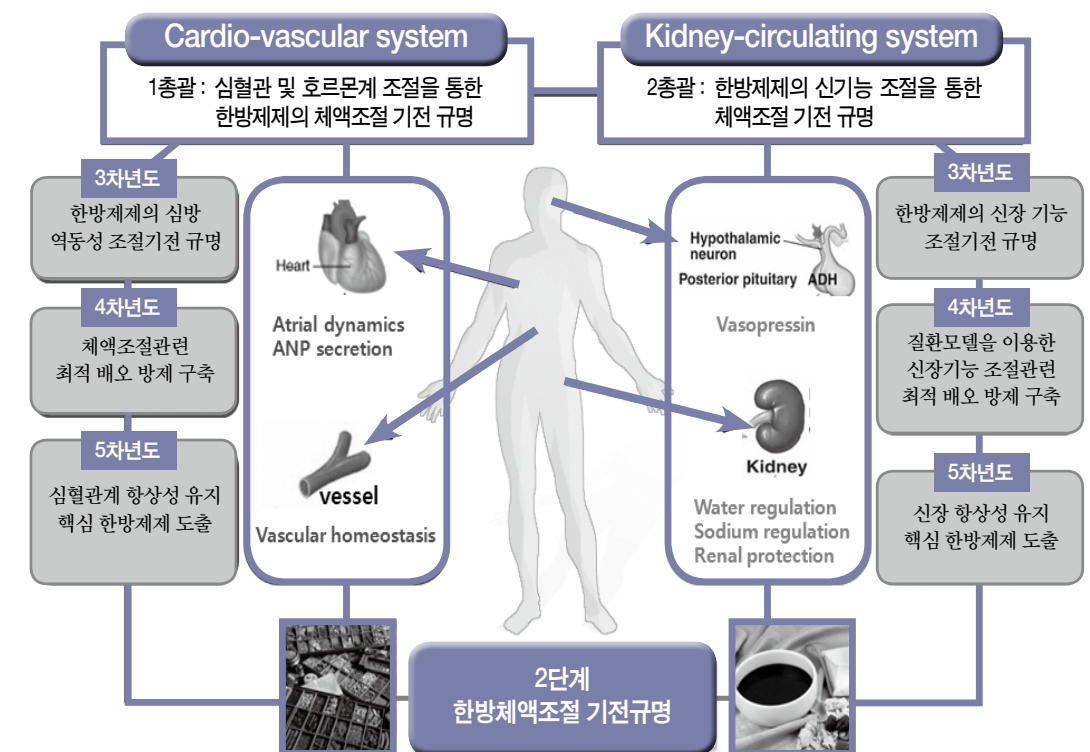 Cardio-vascular system
1총괄 : 심혈관 및 호르몬계 조절을 통한
한방제제의 체액조절 기전 규명
Kidney-circulating system
2총괄 : 한방제제의 신기능 조절을 통한
체액조절 기전 규명
3차년도
한방제제의 심방
역동성 조절기전 규명
4차년도
체액조절관련
최적 배오 방제 구축
5차년도
심혈관계 항상성 유지
핵심 한방제제 도출
Heart
Atrial dynamics
ANP secretion
vessel
Vascular homeostasis
Hypothalamic
neuron
Posterior pituitary ADH
Vasopressin
Kidney
Water regulation
Sodium regulation
Renal protection
3차년도
한방제제의 신장 기능
조절기전 규명
4차년도
질환모델을 이용한
신장기능 조절관련
최적 배오 방제 구축
5차년도
신장 항상성 유지
핵심 한방제제 도출
2단계
한방체액조절 기전규명